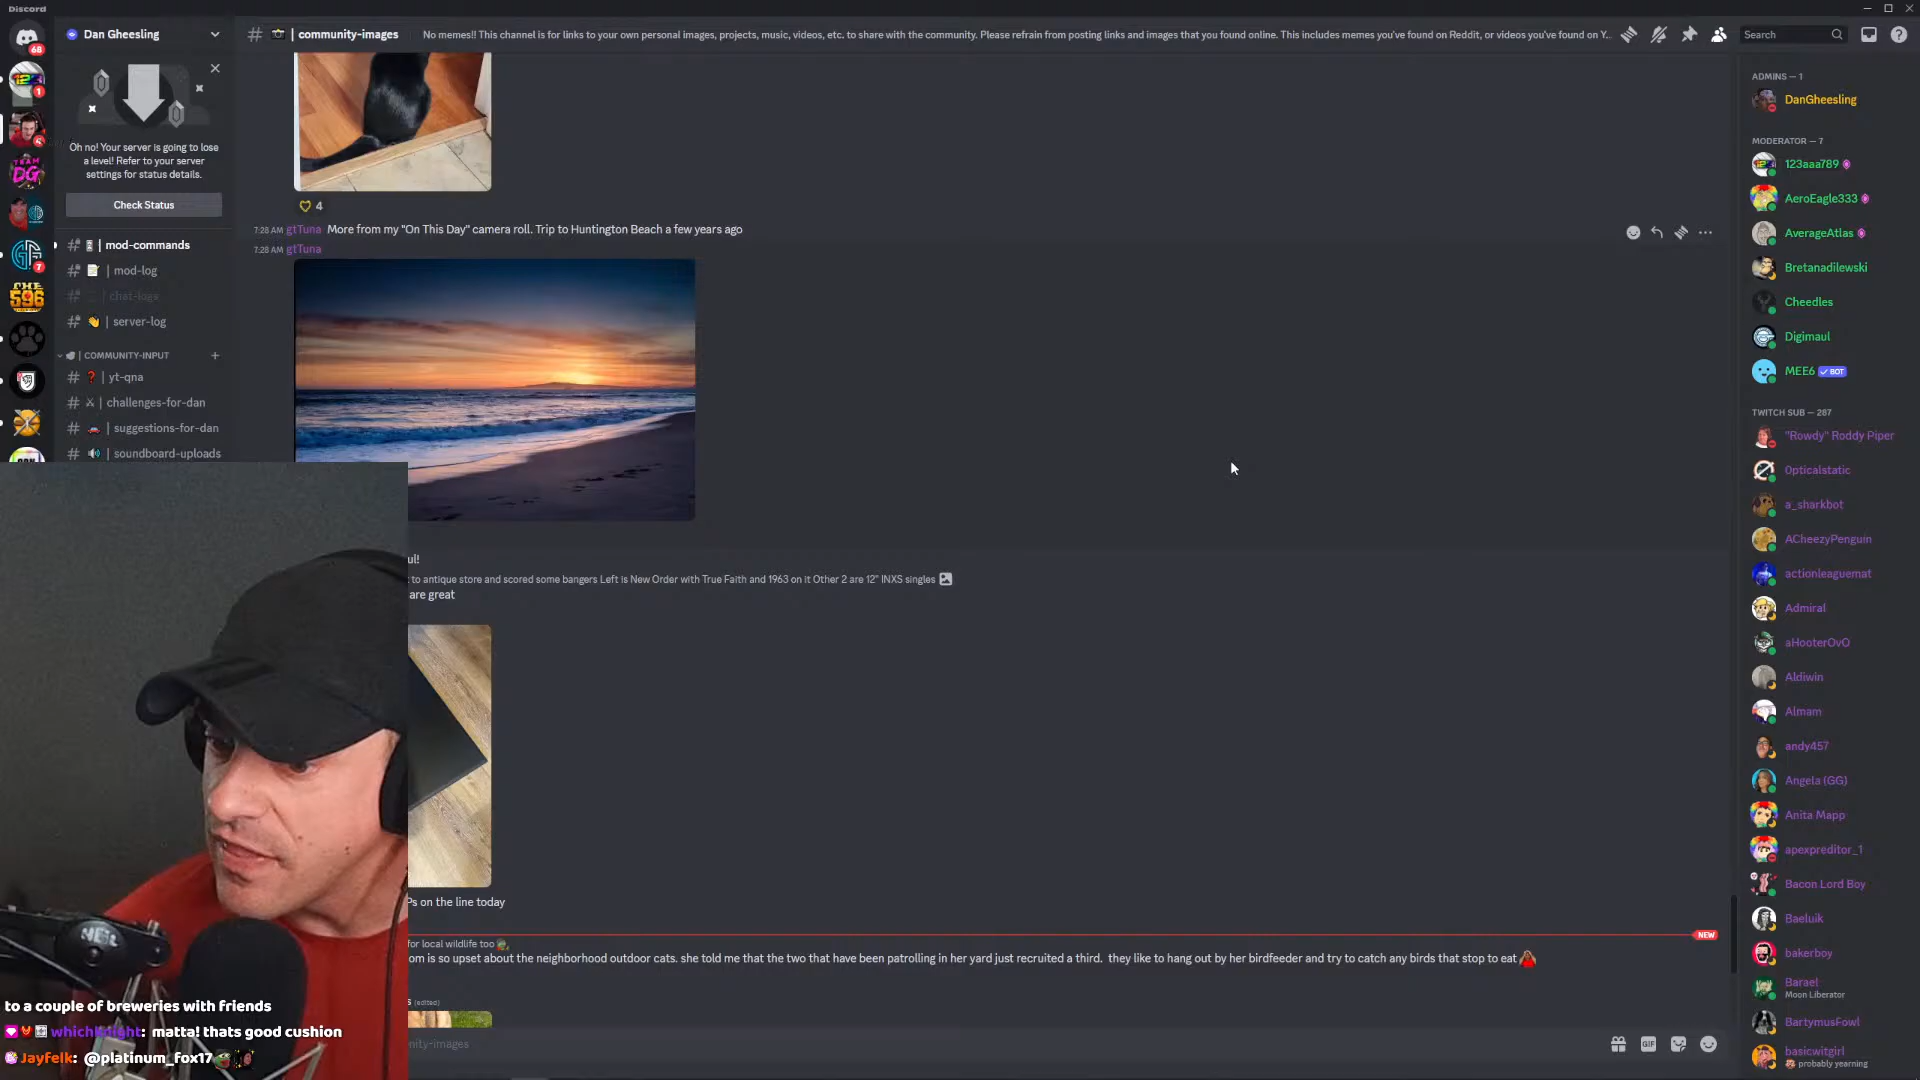 Discord
Dan Gheesling
| community-images
No memes!! This channel is for links to your own personal images, projects, music, videos, etc. to share with the community. Please refrain from posting links and images that you found online. This includes memes you've found on Reddit, or videos you've found on Y...
Search
68
1
TEAM DG
7
THE 596
Oh no! Your server is going to lose
a level! Refer to your server
settings for status details.
Check Status
| mod-commands
| mod-log
| chat-logs
| server-log
| COMMUNITY-INPUT
| yt-qna
| challenges-for-dan
| suggestions-for-dan
| soundboard-uploads
4
7:28 AM gtTuna More from my "On This Day" camera roll. Trip to Huntington Beach a few years ago
7:28 AM gtTuna
ui!
to antique store and scored some bangers Left is New Order with True Faith and 1963 on it Other 2 are 12" INXS singles
are great
Ps on the line today
NEW
for local wildlife too
om is so upset about the neighborhood outdoor cats. she told me that the two that have been patrolling in her yard just recruited a third. they like to hang out by her birdfeeder and try to catch any birds that stop to eat
s (edited)
nity-images
GIF
ADMINS — 1
DanGheesling
MODERATOR — 7
123aaa789
AeroEagle333
AverageAtlas
Bretanadilewski
Cheedles
Digimaul
MEE6 BOT
TWITCH SUB — 287
"Rowdy" Roddy Piper
0pticalstatic
a_sharkbot
ACheezyPenguin
actionleaguemat
Admiral
aHooterOvO
Aldiwin
Almam
andy457
Angela (GG)
Anita Mapp
apexpreditor_1
Bacon Lord Boy
Baeluik
bakerboy
Barael
Moon Liberator
BartymusFowl
basicwitgirl
probably yearning
to a couple of breweries with friends
matta! thats good cushion
Jayfelk: @platinum_fox17